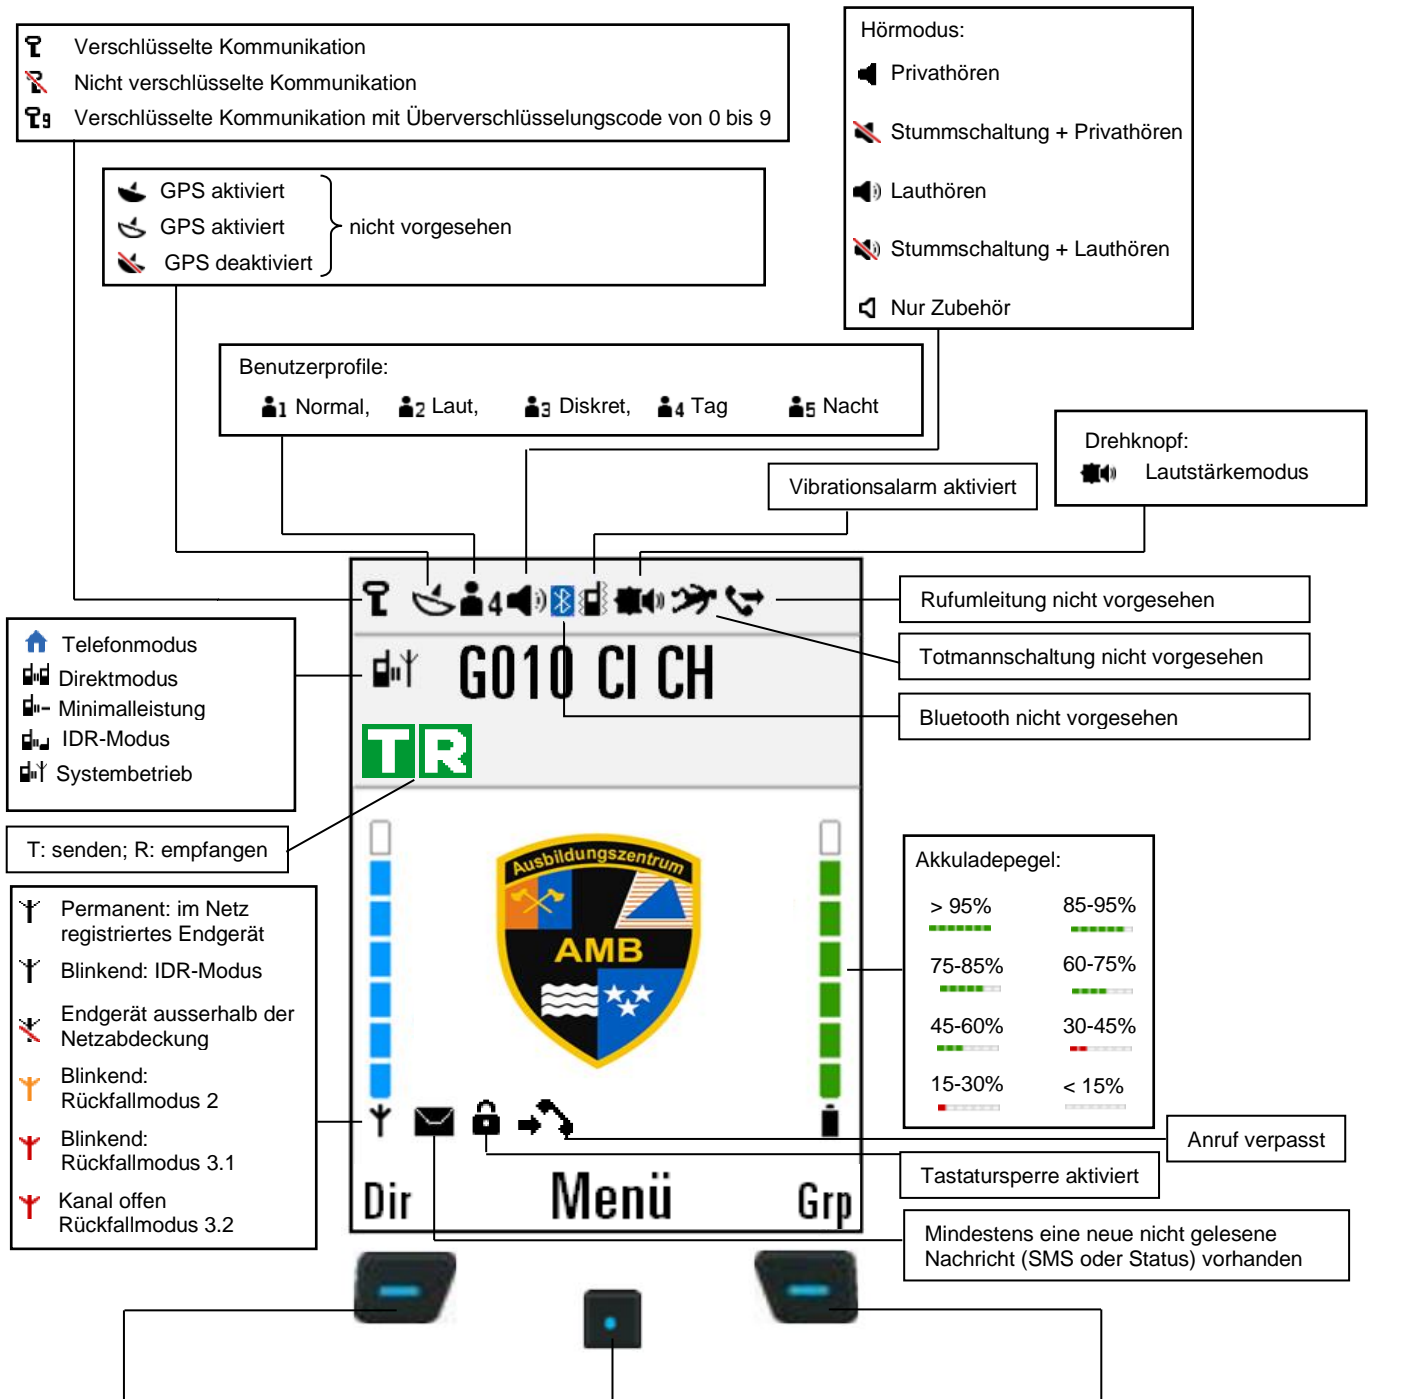 Verschlüsselte Kommunikation
Nicht verschlüsselte Kommunikation
9 Verschlüsselte Kommunikation mit Überverschlüsselungscode von 0 bis 9
Hörmodus:
Privathören
Stummschaltung + Privathören
Lauthören
Stummschaltung + Lauthören
Nur Zubehör
GPS aktiviert
GPS aktiviert
GPS deaktiviert
nicht vorgesehen
Benutzerprofile:
1 Normal, 2 Laut, 3 Diskret, 4 Tag 5 Nacht
Drehknopf:
Lautstärkemodus
Vibrationsalarm aktiviert
4
Rufumleitung nicht vorgesehen
Totmannschaltung nicht vorgesehen
Bluetooth nicht vorgesehen
Telefonmodus
Direktmodus
Minimalleistung
IDR-Modus
Systembetrieb
G010 CI CH
TR
T: senden; R: empfangen
Ausbildungszentrum
AMB
Akkuladepegel:
> 95% 85-95%
75-85% 60-75%
45-60% 30-45%
15-30% < 15%
Permanent: im Netz
registriertes Endgerät
Blinkend: IDR-Modus
Endgerät ausserhalb der
Netzabdeckung
Blinkend:
Rückfallmodus 2
Blinkend:
Rückfallmodus 3.1
Kanal offen
Rückfallmodus 3.2
Anruf verpasst
Tastatursperre aktiviert
Mindestens eine neue nicht gelesene
Nachricht (SMS oder Status) vorhanden
Dir Menü Grp